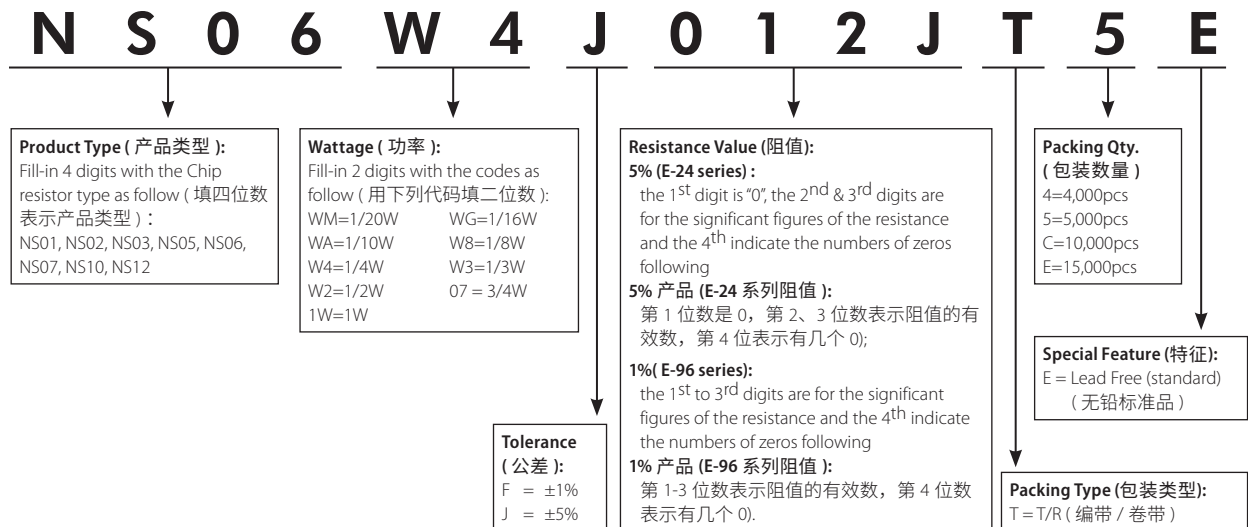 N S 0 6 W 4 J 0 1 2 J T 5 E
Product Type ( 产品类型 ):
Fill-in 4 digits with the Chip
resistor type as follow ( 填四位数
表示产品类型 ) :
NS01, NS02, NS03, NS05, NS06,
NS07, NS10, NS12
Wattage ( 功率 ):
Fill-in 2 digits with the codes as
follow ( 用下列代码填二位数 ):
WM=1/20W WG=1/16W
WA=1/10W W8=1/8W
W4=1/4W W3=1/3W
W2=1/2W 07 = 3/4W
1W=1W
Tolerance
( 公差 ):
F = ±1%
J = ±5%
Resistance Value (阻值):
5% (E-24 series) :
the 1st digit is “0”, the 2nd & 3rd digits are
for the significant figures of the resistance
and the 4th indicate the numbers of zeros
following
5% 产品 (E-24 系列阻值 ):
第 1 位数是 0，第 2、3 位数表示阻值的有
效数，第 4 位表示有几个 0);
1%( E-96 series):
the 1st to 3rd digits are for the significant
figures of the resistance and the 4th indicate
the numbers of zeros following
1% 产品 (E-96 系列阻值 ):
第 1-3 位数表示阻值的有效数，第 4 位数
表示有几个 0).
Packing Qty.
( 包装数量 )
4=4,000pcs
5=5,000pcs
C=10,000pcs
E=15,000pcs
Special Feature (特征):
E = Lead Free (standard)
( 无铅标准品 )
Packing Type (包装类型):
T = T/R ( 编带 / 卷带 )